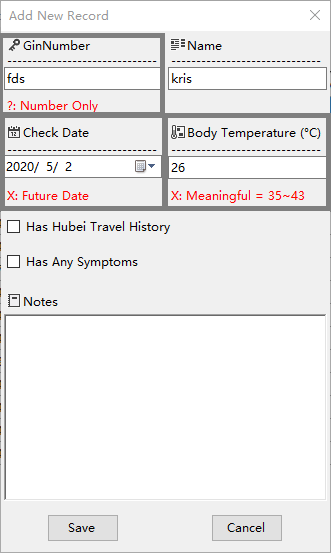 Add New Record
GinNumber
Name
fds
kris
?: Number Only
Check Date
Body Temperature (°C)
2020/ 5/ 2
26
X: Future Date
X: Meaningful = 35~43
Has Hubei Travel History
Has Any Symptoms
Notes
Save
Cancel